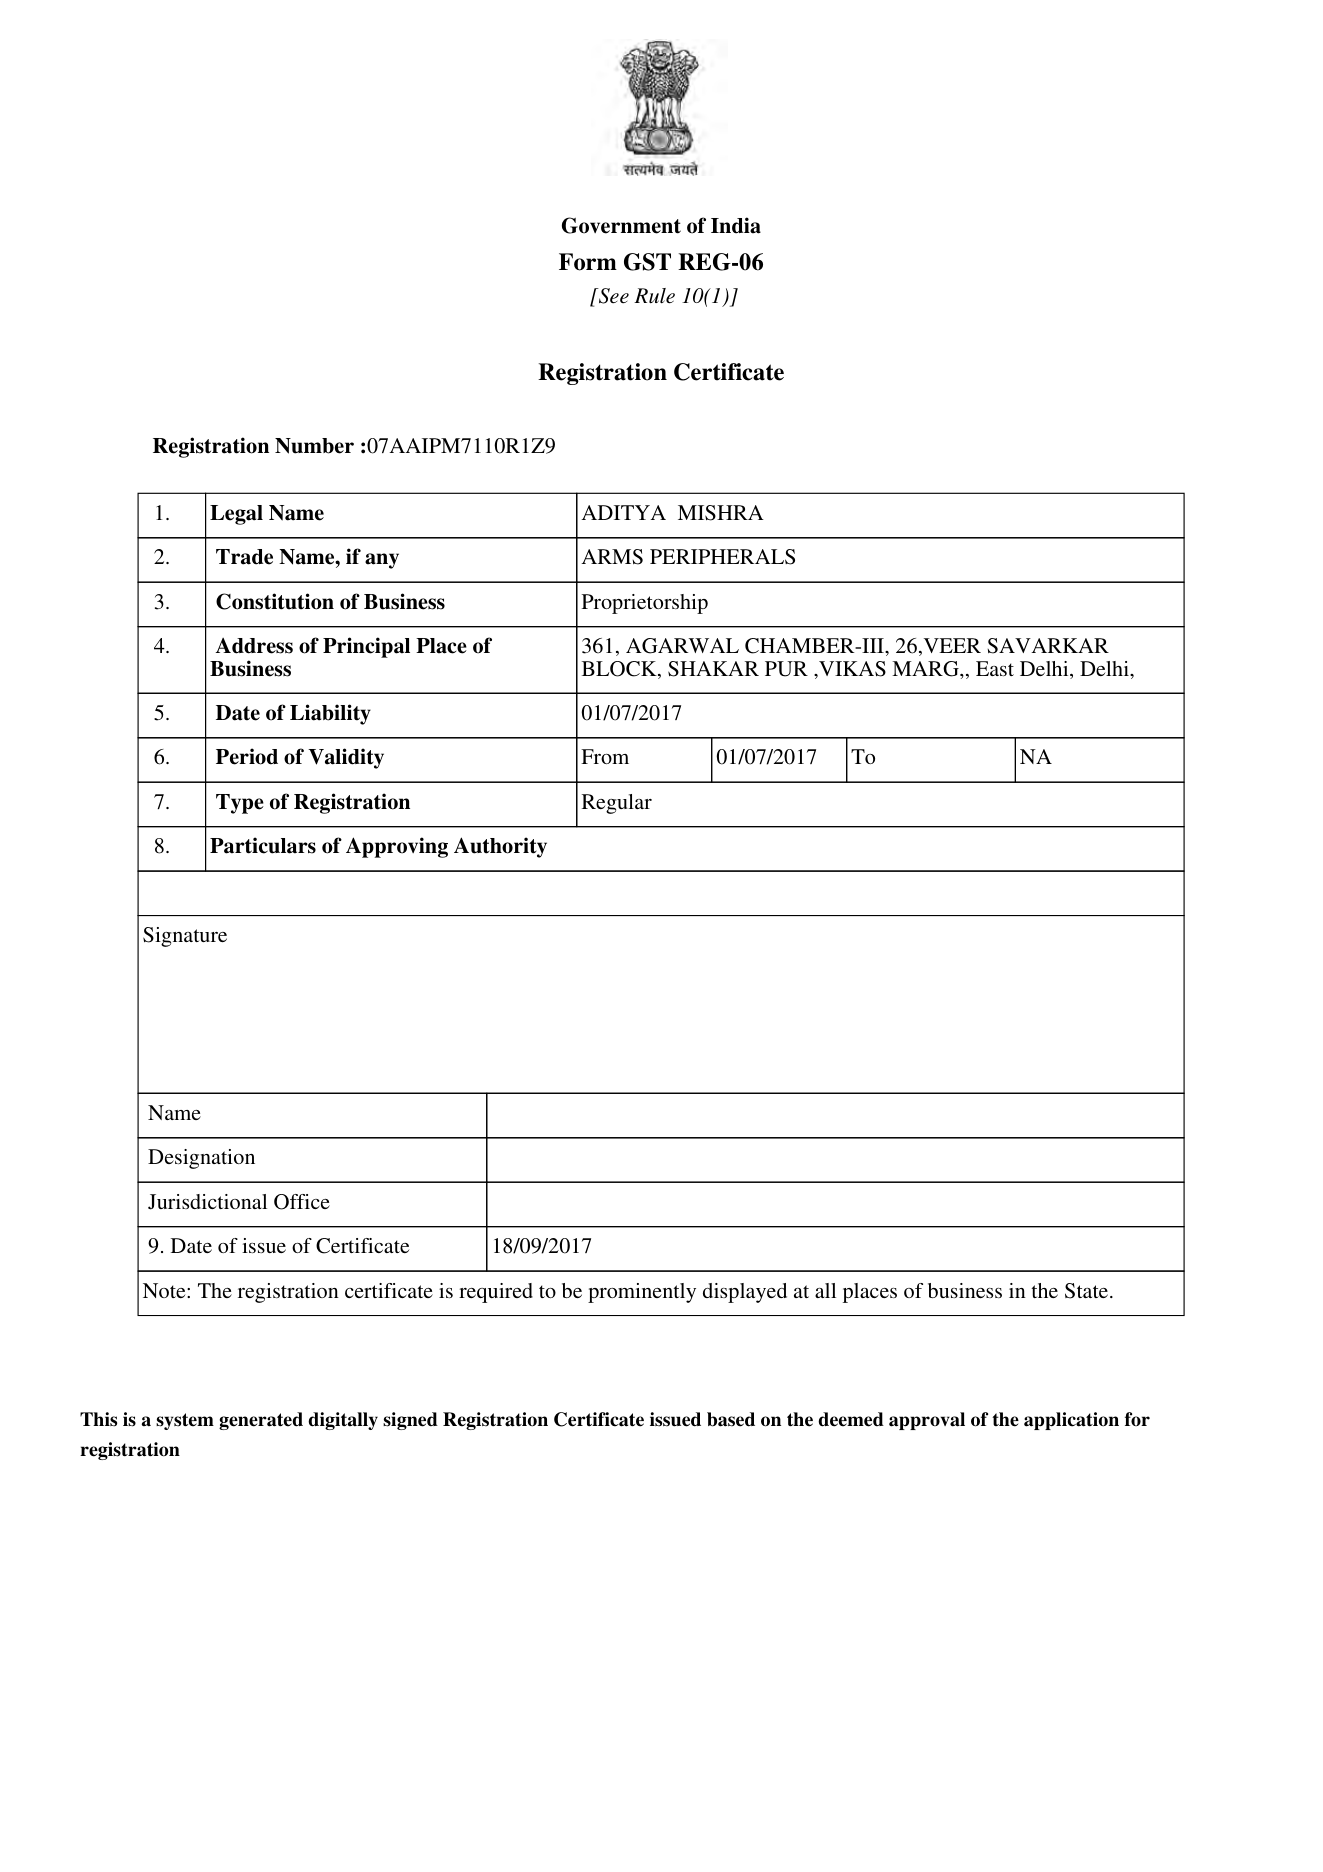 सत्यमेव जयते
Government of India
Form GST REG-06
[See Rule 10(1)]
Registration Certificate
Registration Number :07AAIPM7110R1Z9
1. Legal Name ADITYA  MISHRA
2. Trade Name, if any ARMS PERIPHERALS
3. Constitution of Business Proprietorship
4. Address of Principal Place of 361, AGARWAL CHAMBER-III, 26,VEER SAVARKAR
Business BLOCK, SHAKAR PUR ,VIKAS MARG,, East Delhi, Delhi,
5. Date of Liability 01/07/2017
6. Period of Validity From 01/07/2017 To NA
7. Type of Registration Regular
8. Particulars of Approving Authority
Signature
Name
Designation
Jurisdictional Office
9. Date of issue of Certificate 18/09/2017
Note: The registration certificate is required to be prominently displayed at all places of business in the State.
This is a system generated digitally signed Registration Certificate issued based on the deemed approval of the application for
registration